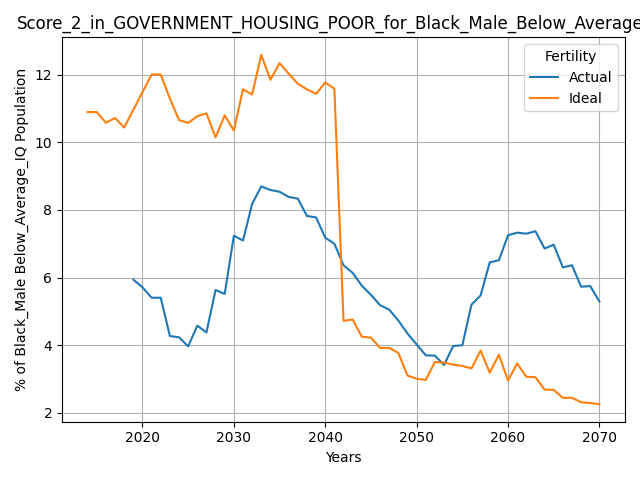 Score_2_in_GOVERNMENT_HOUSING_POOR_for_Black_Male_Below_Average
% of Black_Male Below_Average_IQ Population
12
10
8
6
4
2
Fertility
Actual
Ideal
2020 2030 2040 2050 2060 2070
Years